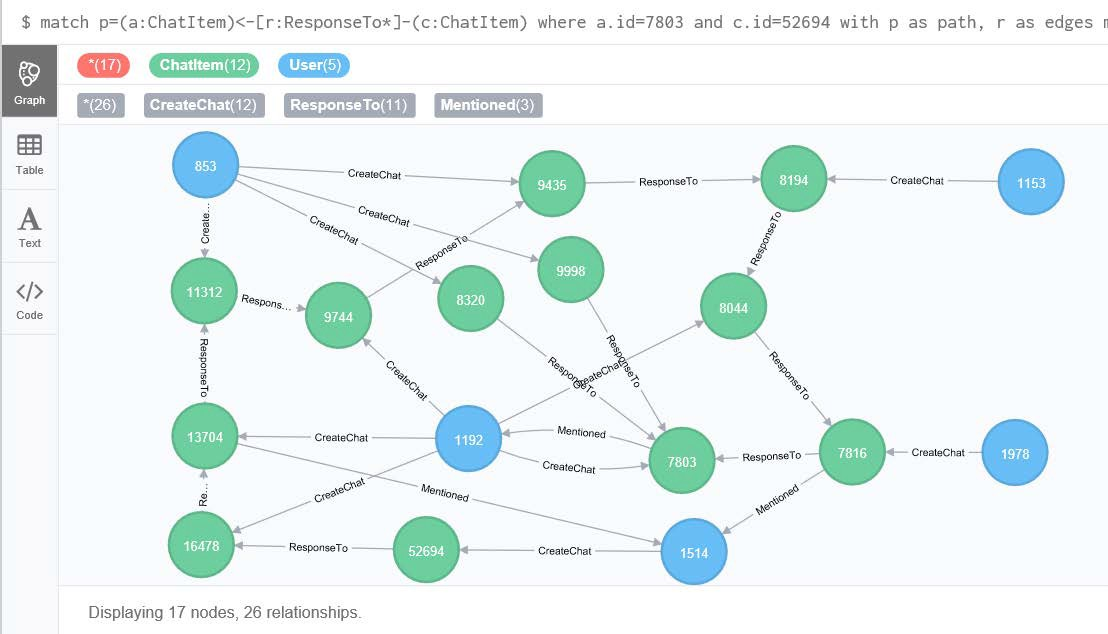 $ match p=(a:ChatItem)<-[r:ResponseTo*]-(c:ChatItem) where a.id=7803 and c.id=52694 with p as path, r as edges
Graph
*(17) ChatItem(12) User(5)
*(26) CreateChat(12) ResponseTo(11) Mentioned(3)
Table
Text
Code
853
CreateChat
9435
ResponseTo
8194
CreateChat
1153
Create...
CreateChat
CreateChat
ResponseTo
ResponseTo
11312
Respons...
9744
8320
9998
8044
ResponseTo
CreateChat
ResponseTo
ResponseTo
CreateChat
ResponseTo
13704
CreateChat
1192
Mentioned
CreateChat
7803
ResponseTo
7816
CreateChat
1978
Re...
CreateChat
Mentioned
Mentioned
16478
ResponseTo
52694
CreateChat
1514
Displaying 17 nodes, 26 relationships.